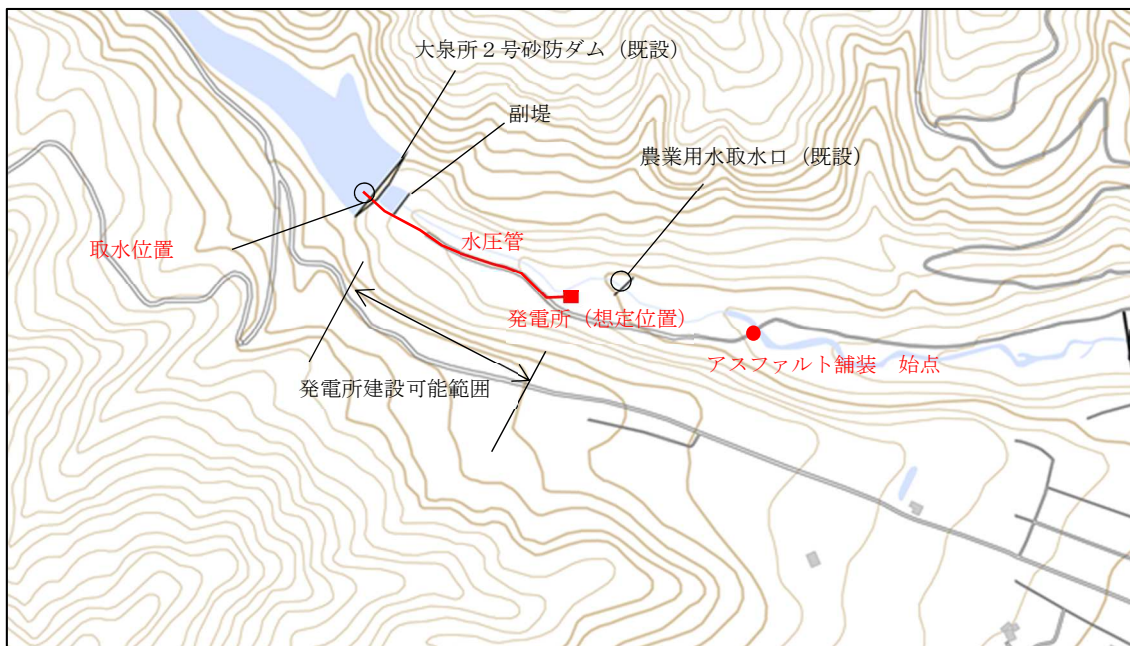 大泉所２号砂防ダム（既設）
副堤
農業用水取水口（既設）
取水位置
水圧管
発電所（想定位置）
アスファルト舗装　始点
発電所建設可能範囲